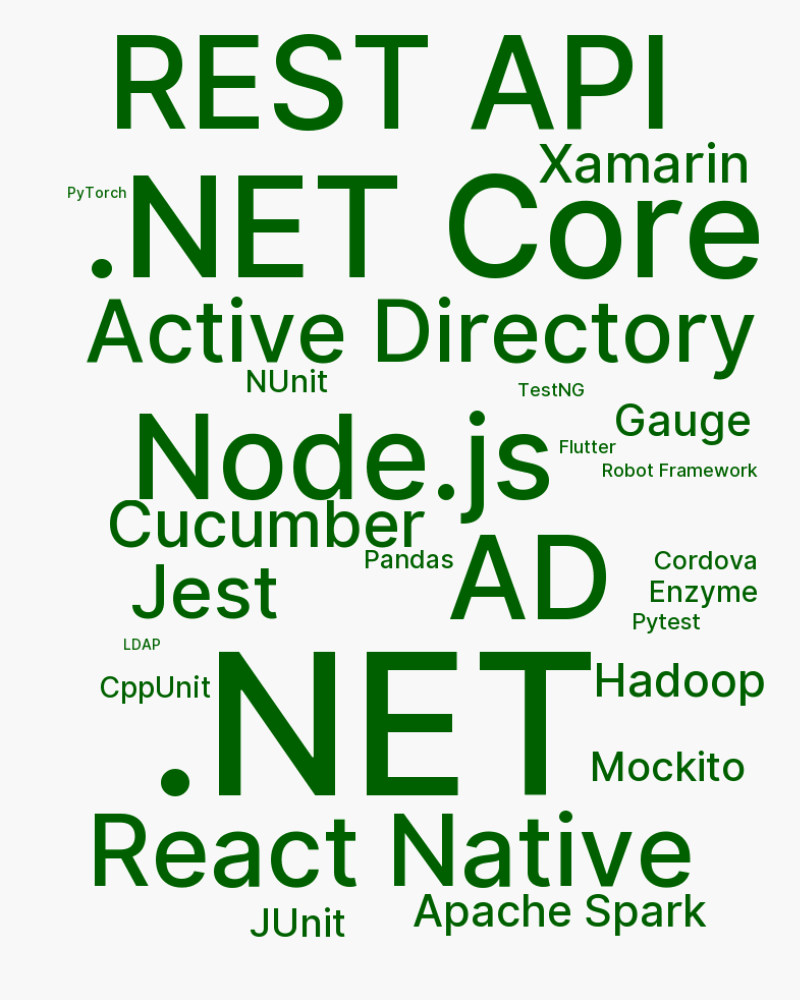 REST API
Xamarin
PyTorch
.NET Core
Active Directory
NUnit
TestNG
Gauge
Node.js
Flutter
Robot Framework
Cucumber
Pandas
AD
Cordova
Jest
Enzyme
Pytest
LDAP
CppUnit
.NET
Hadoop
Mockito
React Native
JUnit
Apache Spark